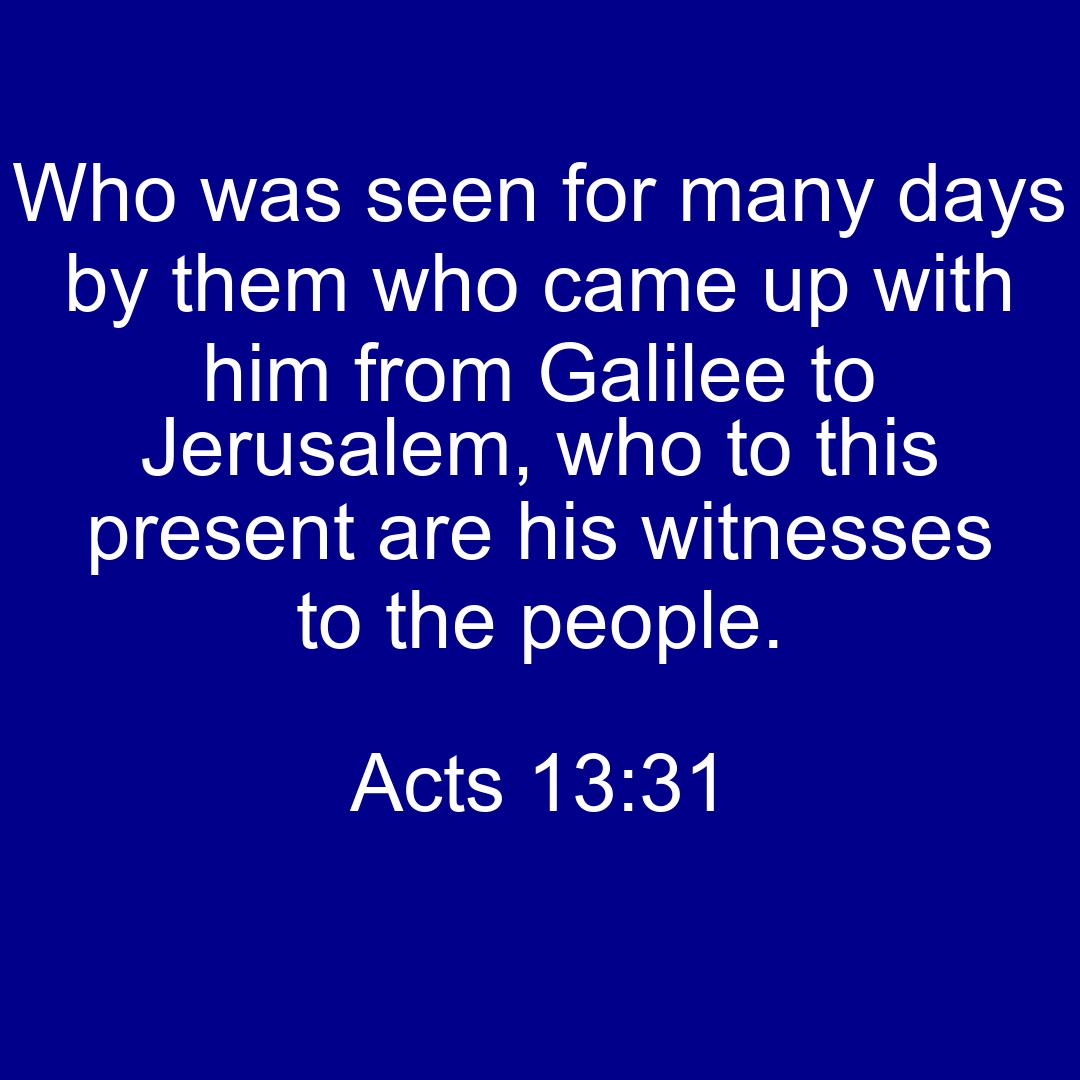 Who was seen for many days
by them who came up with
him from Galilee to
Jerusalem, who to this
present are his witnesses
to the people.
Acts 13:31